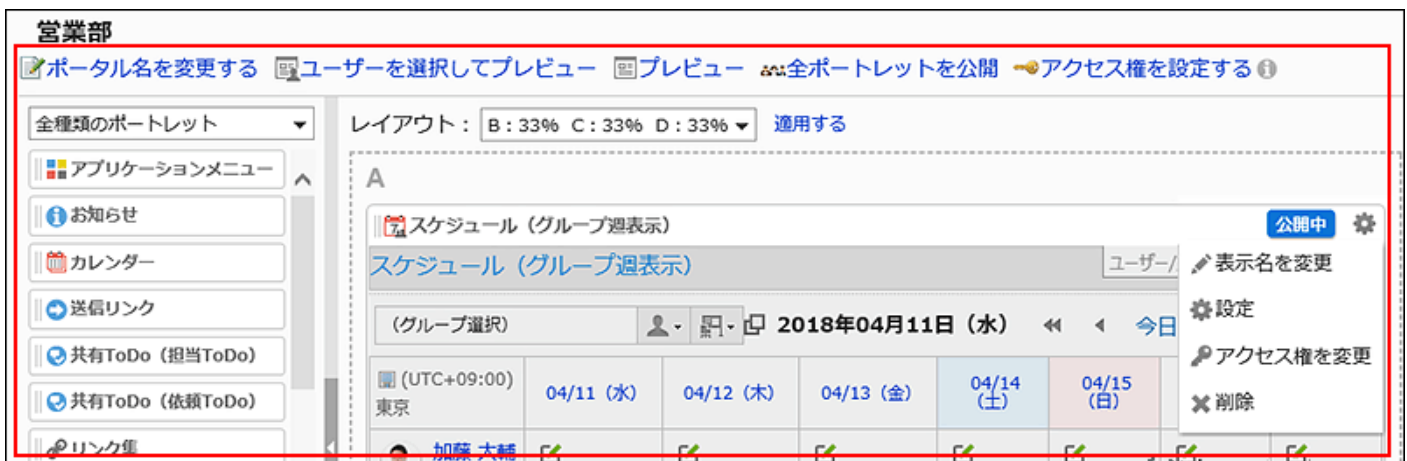 営業部
ポータル名を変更する ユーザーを選択してプレビュー プレビュー 全ポートレットを公開 アクセス権を設定する
全種類のポートレット
レイアウト： B：33% C：33% D：33% 適用する
アプリケーションメニュー
お知らせ
カレンダー
送信リンク
共有ToDo（担当ToDo）
共有ToDo（依頼ToDo）
リンク集
A
スケジュール（グループ週表示） 公開中
スケジュール（グループ週表示） ユーザー/
(グループ選択) 2018年04月11日（水） 今日
表示名を変更
設定
アクセス権を変更
削除
(UTC+09:00)
東京
04/11（水） 04/12（木） 04/13（金） 04/14
（土） 04/15
（日）
加藤 大輔